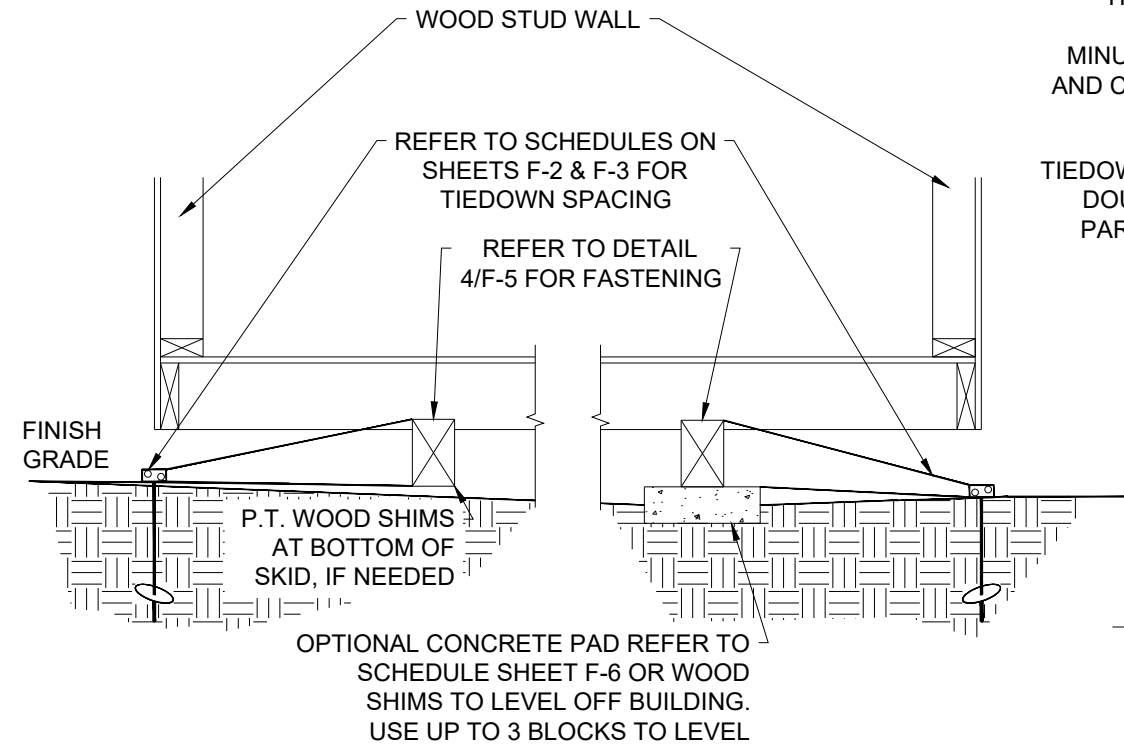 WOOD STUD WALL
REFER TO SCHEDULES ON
SHEETS F-2 & F-3 FOR
TIEDOWN SPACING
REFER TO DETAIL
4/F-5 FOR FASTENING
FINISH
GRADE
P.T. WOOD SHIMS
AT BOTTOM OF
SKID, IF NEEDED
OPTIONAL CONCRETE PAD REFER TO
SCHEDULE SHEET F-6 OR WOOD
SHIMS TO LEVEL OFF BUILDING.
USE UP TO 3 BLOCKS TO LEVEL
MINU
AND C
TIEDOW
DOU
PAR